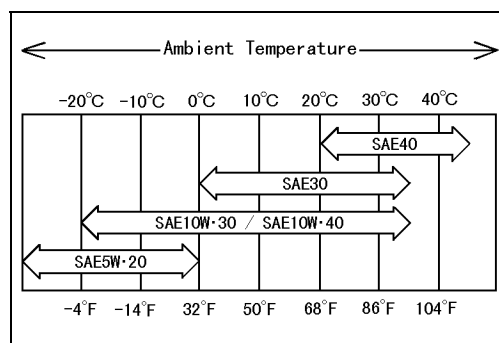 Ambient Temperature
-20°C -10°C 0°C 10°C 20°C 30°C 40°C
SAE40
SAE30
SAE10W·30 / SAE10W·40
SAE5W·20
-4°F -14°F 32°F 50°F 68°F 86°F 104°F